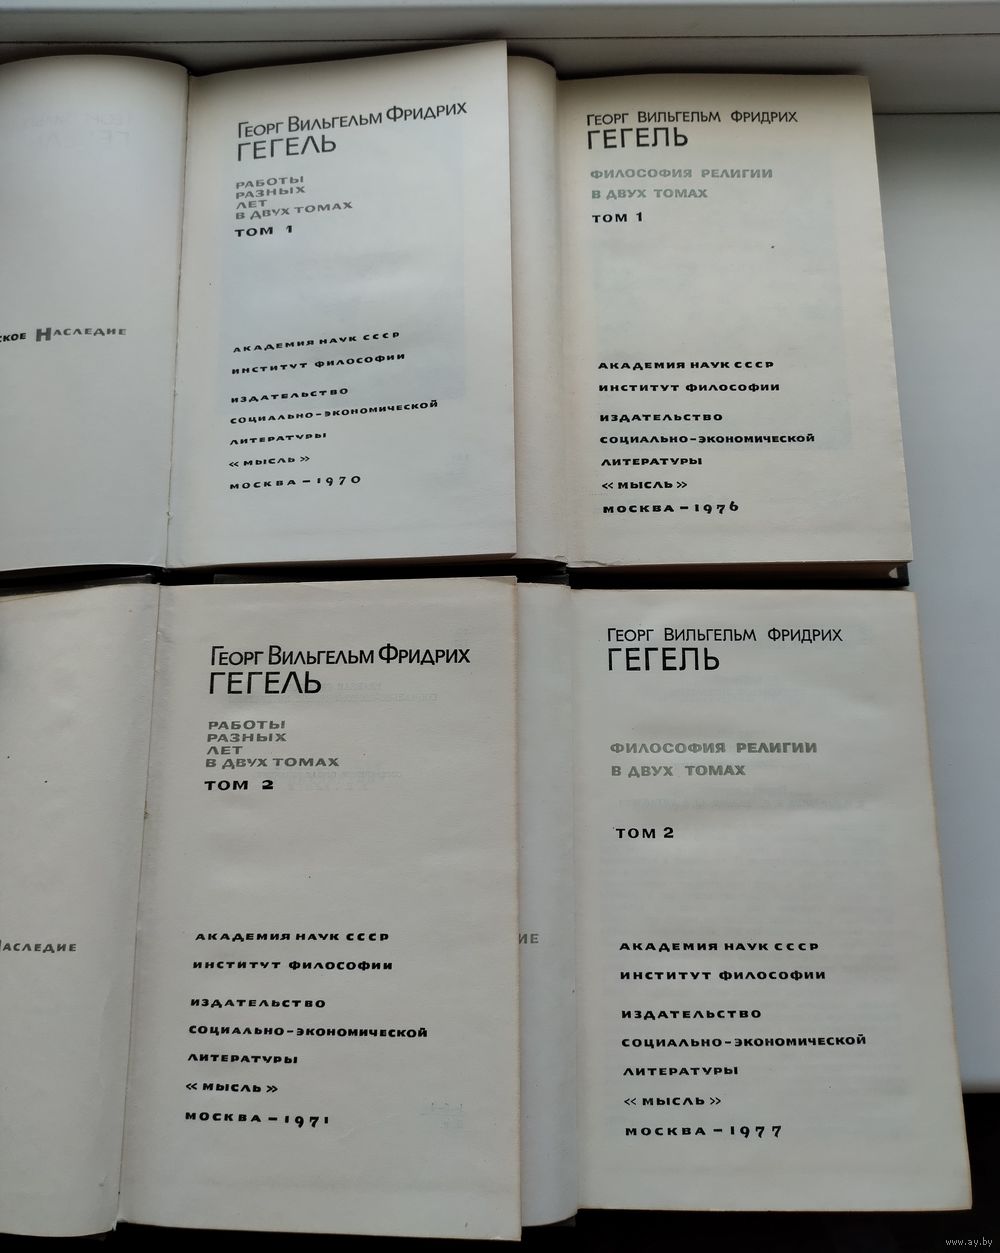 Георг Вильгельм Фридрих
ГЕГЕЛЬ
РАБОТЫ
РАЗНЫХ
ЛЕТ
В ДВУХ ТОМАХ
ТОМ 1
СКОЕ НАСЛЕДИЕ
АКАДЕМИЯ НАУК СССР
ИНСТИТУТ ФИЛОСОФИИ
ИЗДАТЕЛЬСТВО
СОЦИАЛЬНО-ЭКОНОМИЧЕСКОЙ
ЛИТЕРАТУРЫ
«МЫСЛЬ»
МОСКВА – 1970
ГЕОРГ ВИЛЬГЕЛЬМ ФРИДРИХ
ГЕГЕЛЬ
ФИЛОСОФИЯ РЕЛИГИИ
В ДВУХ ТОМАХ
ТОМ 1
АКАДЕМИЯ НАУК СССР
ИНСТИТУТ ФИЛОСОФИИ
ИЗДАТЕЛЬСТВО
СОЦИАЛЬНО-ЭКОНОМИЧЕСКОЙ
ЛИТЕРАТУРЫ
«МЫСЛЬ»
МОСКВА – 1976
Георг Вильгельм Фридрих
ГЕГЕЛЬ
РАБОТЫ
РАЗНЫХ
ЛЕТ
В ДВУХ ТОМАХ
ТОМ 2
НАСЛЕДИЕ
АКАДЕМИЯ НАУК СССР
ИНСТИТУТ ФИЛОСОФИИ
ИЗДАТЕЛЬСТВО
СОЦИАЛЬНО-ЭКОНОМИЧЕСКОЙ
ЛИТЕРАТУРЫ
«МЫСЛЬ»
МОСКВА – 1971
ИЕ
ГЕОРГ ВИЛЬГЕЛЬМ ФРИДРИХ
ГЕГЕЛЬ
ФИЛОСОФИЯ РЕЛИГИИ
В ДВУХ ТОМАХ
ТОМ 2
АКАДЕМИЯ НАУК СССР
ИНСТИТУТ ФИЛОСОФИИ
ИЗДАТЕЛЬСТВО
СОЦИАЛЬНО-ЭКОНОМИЧЕСКОЙ
ЛИТЕРАТУРЫ
«МЫСЛЬ»
МОСКВА – 1977
www.ay.by